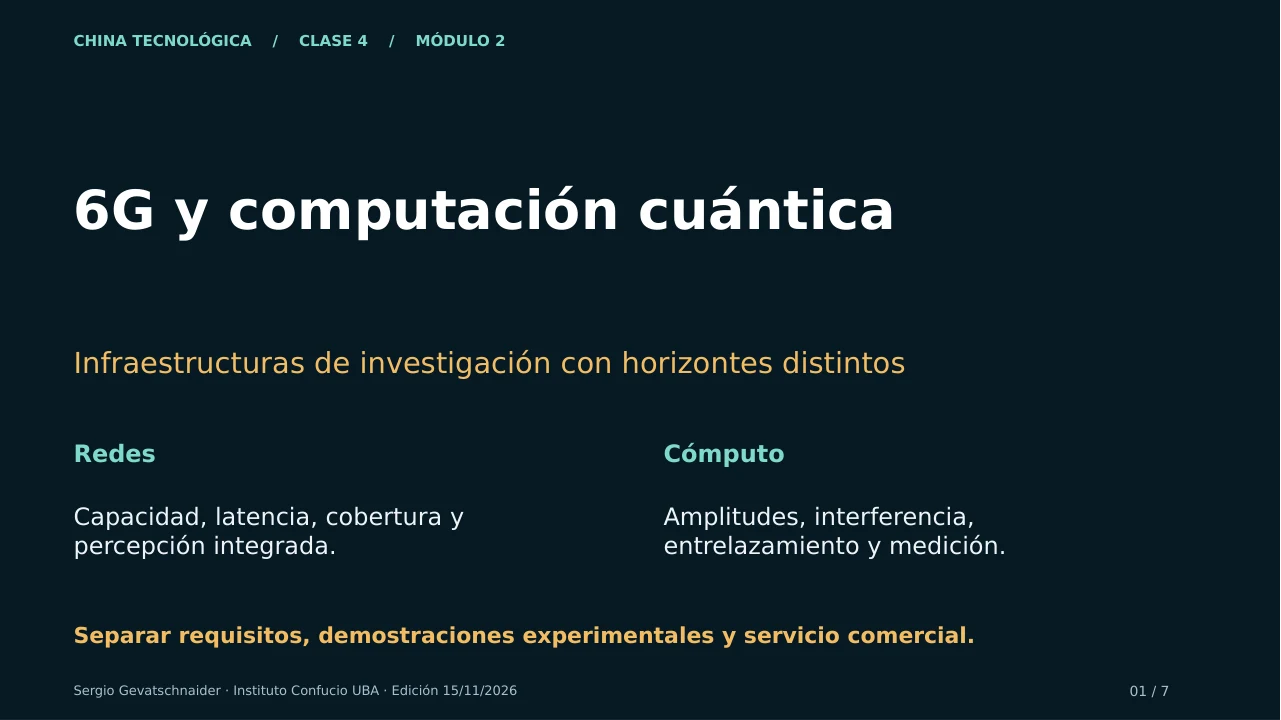 CHINA TECNOLÓGICA / CLASE 4 / MÓDULO 2
6G y computación cuántica
Infraestructuras de investigación con horizontes distintos
Redes
Capacidad, latencia, cobertura y
percepción integrada.
Cómputo
Amplitudes, interferencia,
entrelazamiento y medición.
Separar requisitos, demostraciones experimentales y servicio comercial.
Sergio Gevatschnaider · Instituto Confucio UBA · Edición 15/11/2026
01 / 7